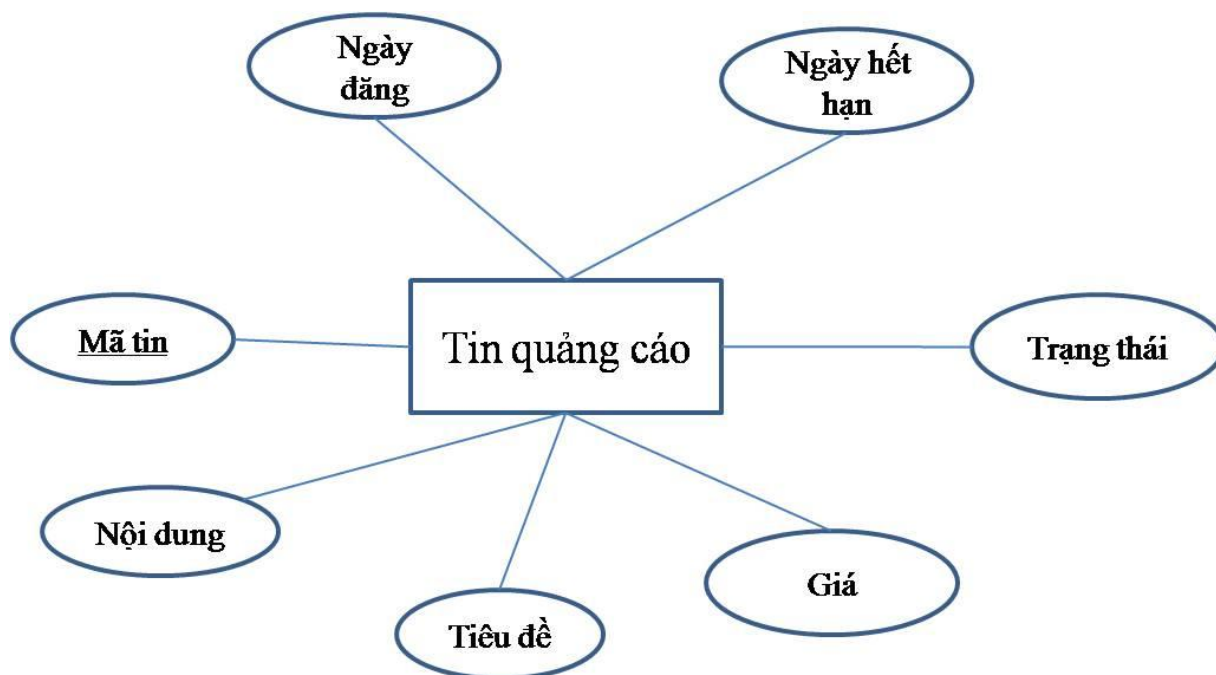 Ngày
đăng
Ngày hết
hạn
Mã tin
Tin quảng cáo
Trạng thái
Nội dung
Tiêu đề
Giá